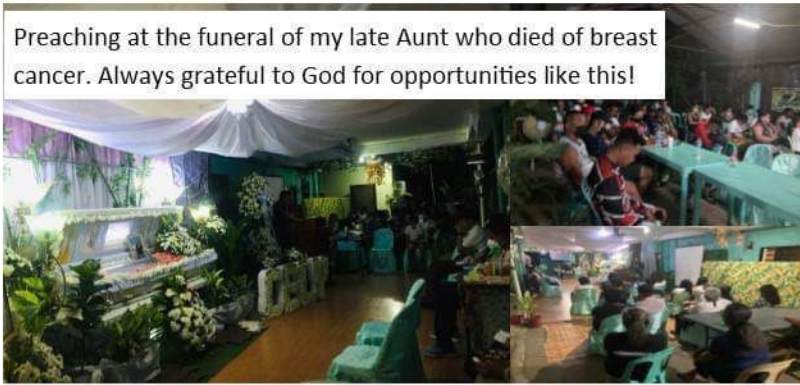 Preaching at the funeral of my late Aunt who died of breast
cancer. Always grateful to God for opportunities like this!